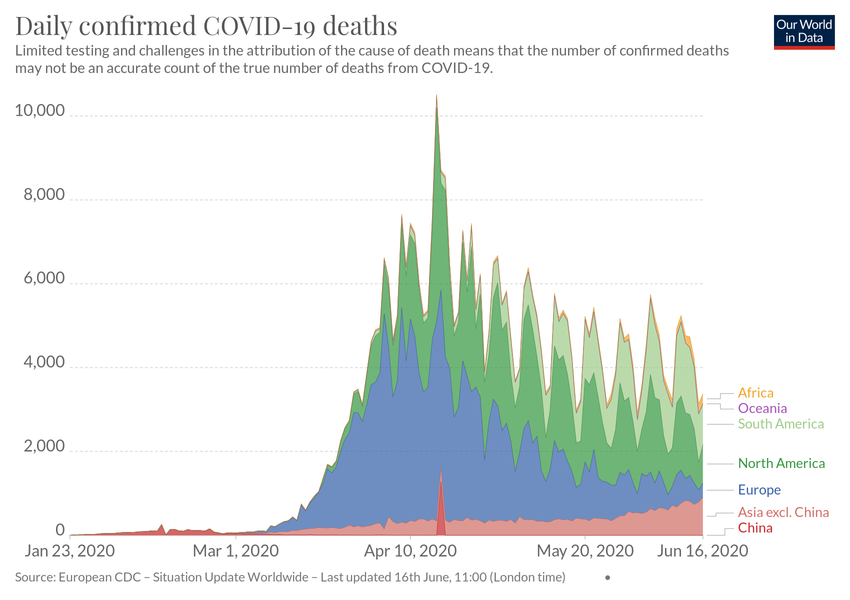 Daily confirmed COVID-19 deaths
Our World
in Data
Limited testing and challenges in the attribution of the cause of death means that the number of confirmed deaths
may not be an accurate count of the true number of deaths from COVID-19.
10,000
8,000
6,000
4,000
2,000
0
Africa
Oceania
South America
North America
Europe
Asia excl. China
China
Jan 23, 2020 Mar 1, 2020 Apr 10, 2020 May 20, 2020 Jun 16, 2020
Source: European CDC – Situation Update Worldwide – Last updated 16th June, 11:00 (London time) •